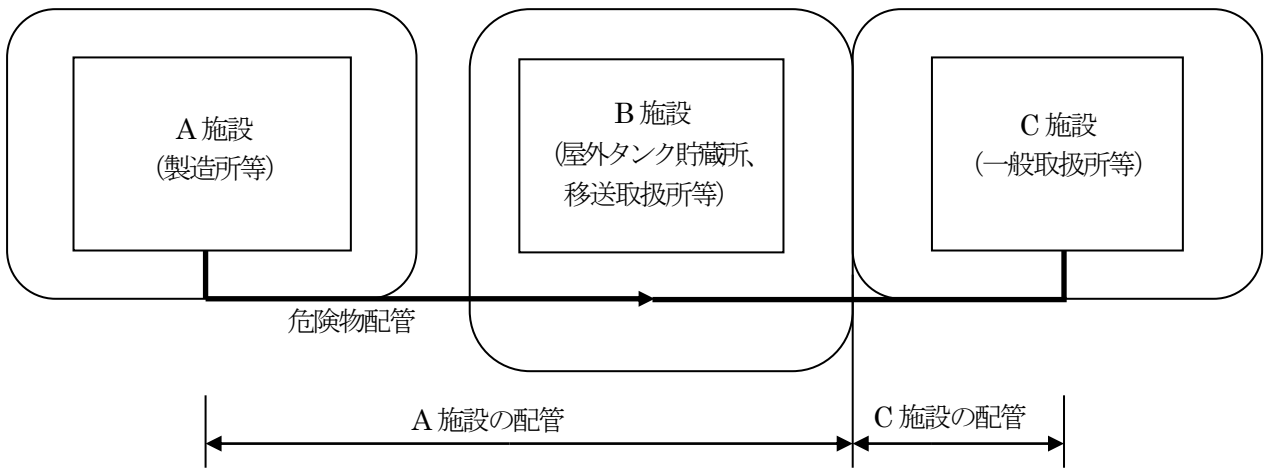 A 施設
(製造所等)
B 施設
(屋外タンク貯蔵所、
移送取扱所等)
C 施設
(一般取扱所等)
危険物配管
A 施設の配管
C 施設の配管